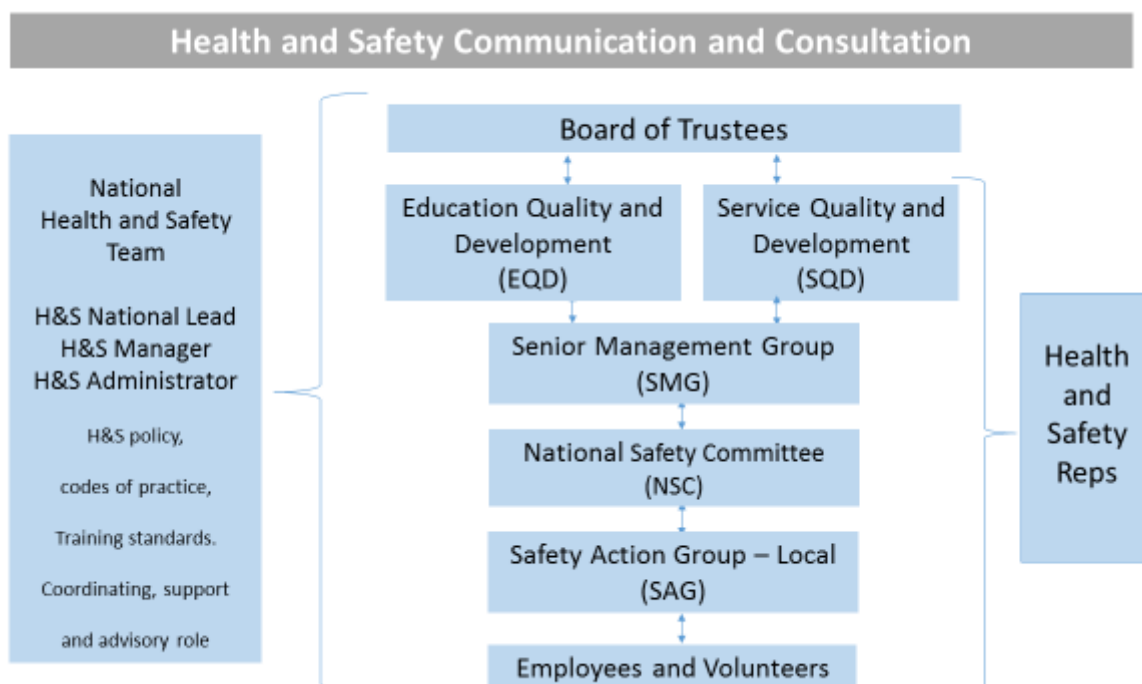 Health and Safety Communication and Consultation
National
Health and Safety
Team
H&S National Lead
H&S Manager
H&S Administrator
H&S policy,
codes of practice,
Training standards.
Coordinating, support
and advisory role
Board of Trustees
Education Quality and
Development
(EQD)
Service Quality and
Development
(SQD)
Senior Management Group
(SMG)
National Safety Committee
(NSC)
Safety Action Group – Local
(SAG)
Employees and Volunteers
Health
and
Safety
Reps